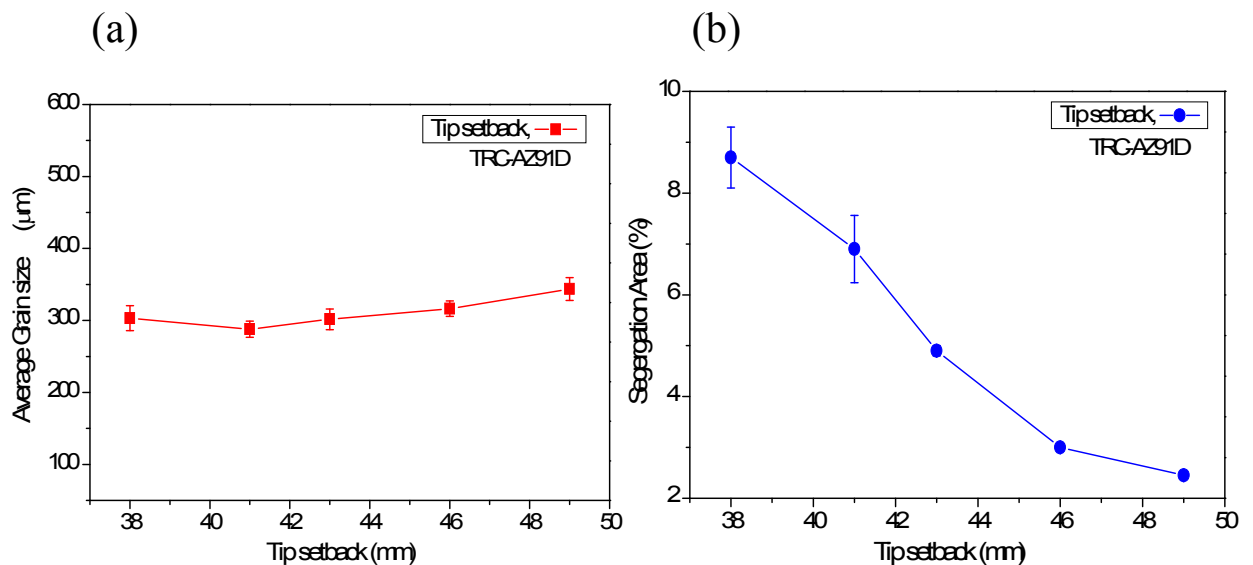 (a)
600
500
400
300
200
100
38 40 42 44 46 48 50
Average Grain size (μm)
Tip setback (mm)
Tip setback,
TRC-AZ91D
(b)
10
8
6
4
2
38 40 42 44 46 48 50
Segergation Area (%)
Tip setback (mm)
Tip setback,
TRC-AZ91D